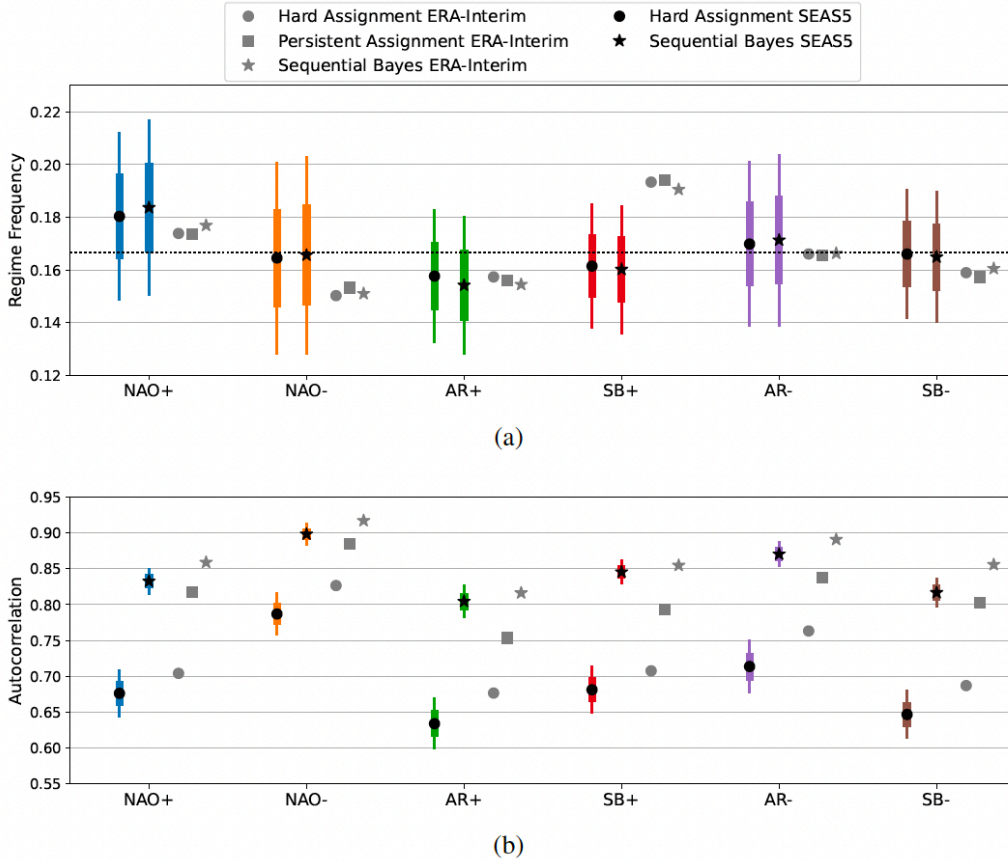 Hard Assignment ERA-Interim
Persistent Assignment ERA-Interim
Sequential Bayes ERA-Interim
Hard Assignment SEAS5
Sequential Bayes SEAS5
Regime Frequency
0.22
0.20
0.18
0.16
0.14
0.12
NAO+ NAO- AR+ SB+ AR- SB-
(a)
Autocorrelation
0.95
0.90
0.85
0.80
0.75
0.70
0.65
0.60
0.55
NAO+ NAO- AR+ SB+ AR- SB-
(b)